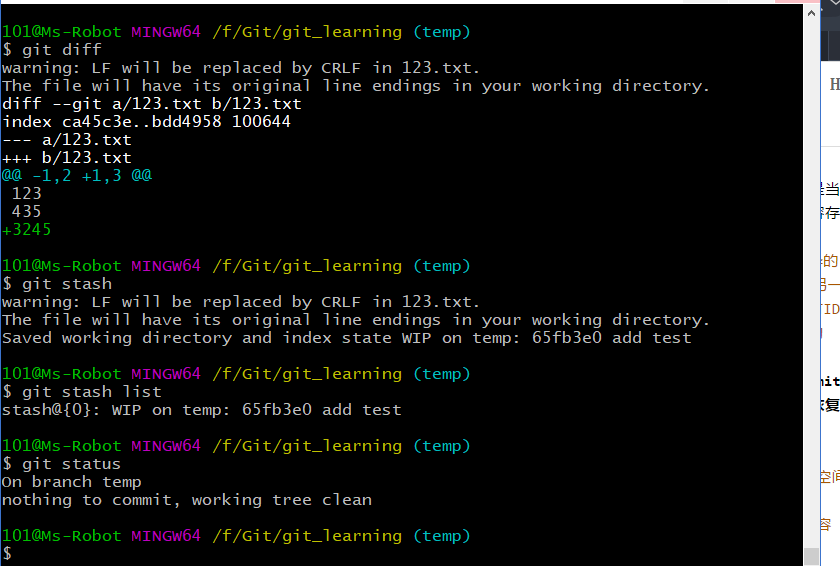 101@Ms-Robot MINGW64 /f/Git/git_learning (temp)
$ git diff
warning: LF will be replaced by CRLF in 123.txt.
The file will have its original line endings in your working directory.
diff --git a/123.txt b/123.txt
index ca45c3e..bdd4958 100644
--- a/123.txt
+++ b/123.txt
@@ -1,2 +1,3 @@
 123
 435
+3245
101@Ms-Robot MINGW64 /f/Git/git_learning (temp)
$ git stash
warning: LF will be replaced by CRLF in 123.txt.
The file will have its original line endings in your working directory.
Saved working directory and index state WIP on temp: 65fb3e0 add test
101@Ms-Robot MINGW64 /f/Git/git_learning (temp)
$ git stash list
stash@{0}: WIP on temp: 65fb3e0 add test
101@Ms-Robot MINGW64 /f/Git/git_learning (temp)
$ git status
On branch temp
nothing to commit, working tree clean
101@Ms-Robot MINGW64 /f/Git/git_learning (temp)
$